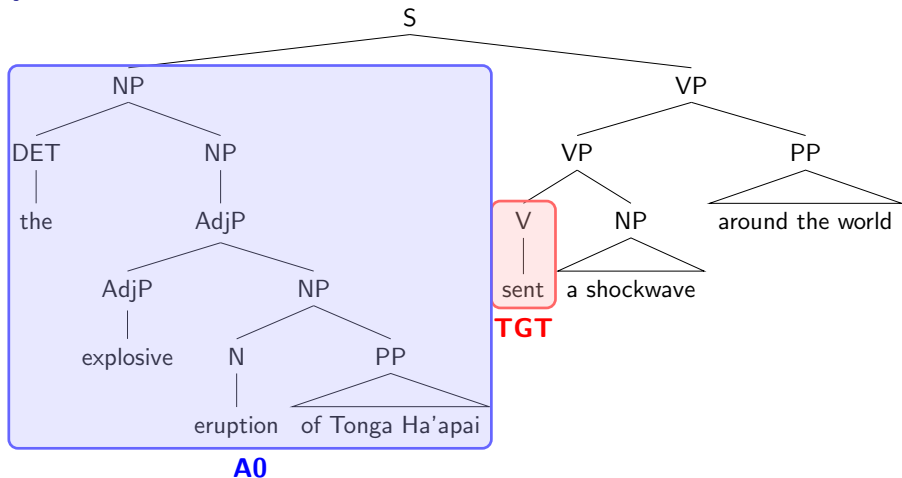 S
NP VP
DET NP VP PP
the AdjP V NP around the world
AdjP NP sent a shockwave
TGT
explosive N PP
eruption of Tonga Ha'apai
A0